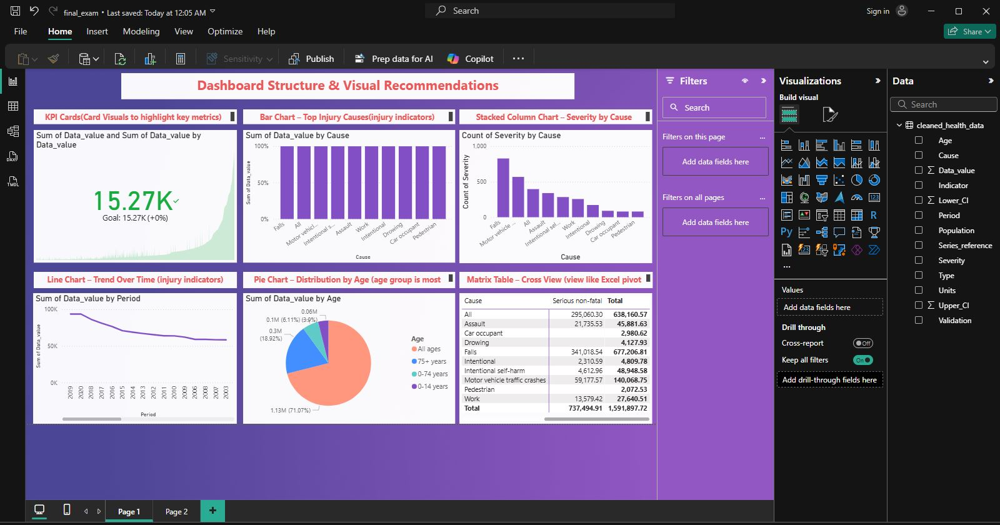 final_exam • Last saved: Today at 12:05 AM
Search
Sign in
File
Home
Insert
Modeling
View
Optimize
Help
Share
Sensitivity
Publish
Prep data for AI
Copilot
DAX
TMDL
Dashboard Structure & Visual Recommendations
KPI Cards(Card Visuals to highlight key metrics)
Sum of Data_value and Sum of Data_value by
Data_value
15.27K
Goal: 15.27K (+0%)
Bar Chart – Top Injury Causes(injury indicators)
Sum of Data_value by Cause
Sum of Data_value
100%
50%
0%
Falls
All
Motor vehicl...
Intentional s...
Assault
Work
Intentional
Drowing
Car occupant
Pedestrian
Cause
Stacked Column Chart – Severity by Cause
Count of Severity by Cause
Count of Severity
1,000
500
0
Falls
Motor vehicle ...
All
Assault
Intentional sel...
Work
Intentional
Drowing
Car occupant
Pedestrian
Cause
Line Chart – Trend Over Time (injury indicators)
Sum of Data_value by Period
Sum of Data_value
100K
50K
0K
2019
2020
2018
2017
2016
2015
2014
2013
2012
2011
2010
2009
2006
2008
2007
2003
Period
Pie Chart – Distribution by Age (age group is most
Sum of Data_value by Age
0.06M
0.1M (6.11%) (3.9%)
0.3M
(18.92%)
1.13M (71.07%)
Age
All ages
75+ years
0-74 years
0-14 years
Matrix Table – Cross View (view like Excel pivot
Cause Serious non-fatal Total
All 295,060.30 638,160.57
Assault 21,735.53 45,881.63
Car occupant 2,980.62
Drowing 4,127.93
Falls 341,018.54 677,206.81
Intentional 2,310.59 4,809.78
Intentional self-harm 4,612.96 48,948.58
Motor vehicle traffic crashes 59,177.57 140,068.75
Pedestrian 2,072.53
Work 13,579.42 27,640.51
Total 737,494.91 1,591,897.72
Filters
Search
Filters on this page ...
Add data fields here
Filters on all pages ...
Add data fields here
Visualizations
Build visual
123
R
Py
123
...
Values
Add data fields here
Drill through
Cross-report Off
Keep all filters On
Add drill-through fields here
Data
Search
cleaned_health_data
Age
Cause
Σ Data_value
Indicator
Σ Lower_CI
Period
Population
Series_reference
Severity
Type
Units
Σ Upper_CI
Validation
Page 1
Page 2
+